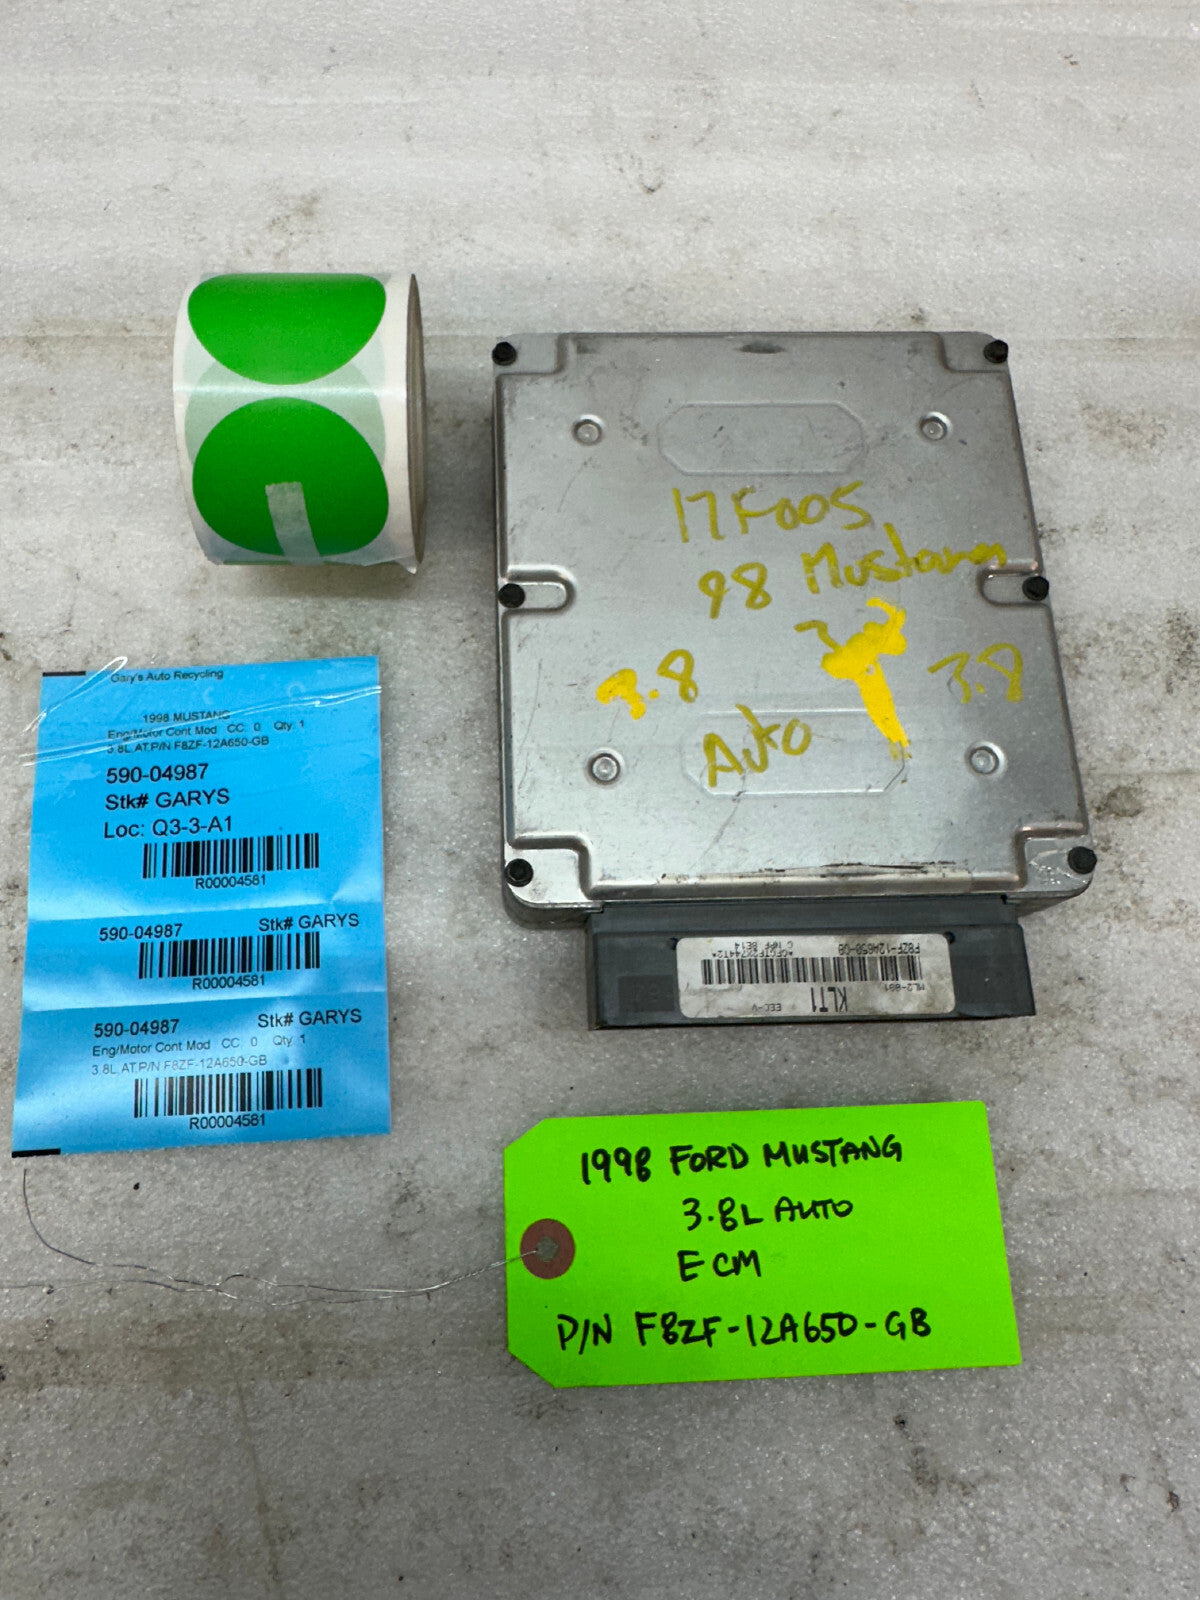 17F005
98 Mustang
3.8
3.8
Auto
Gary's Auto Recycling
1998 MUSTANG
Eng/Motor Cont Mod CC: 0 Qty: 1
3.8L,AT,P/N F8ZF-12A650-GB
590-04987
Stk# GARYS
Loc: Q3-3-A1
R00004581
590-04987 Stk# GARYS
R00004581
590-04987 Stk# GARYS
Eng/Motor Cont Mod CC: 0 Qty: 1
3.8L,AT,P/N F8ZF-12A650-GB
R00004581
EEC-V KLT1 ML2-081
F8ZF-12A650-GB
1998 FORD MUSTANG
3.8L AUTO
ECM
P/N F8ZF-12A650-GB